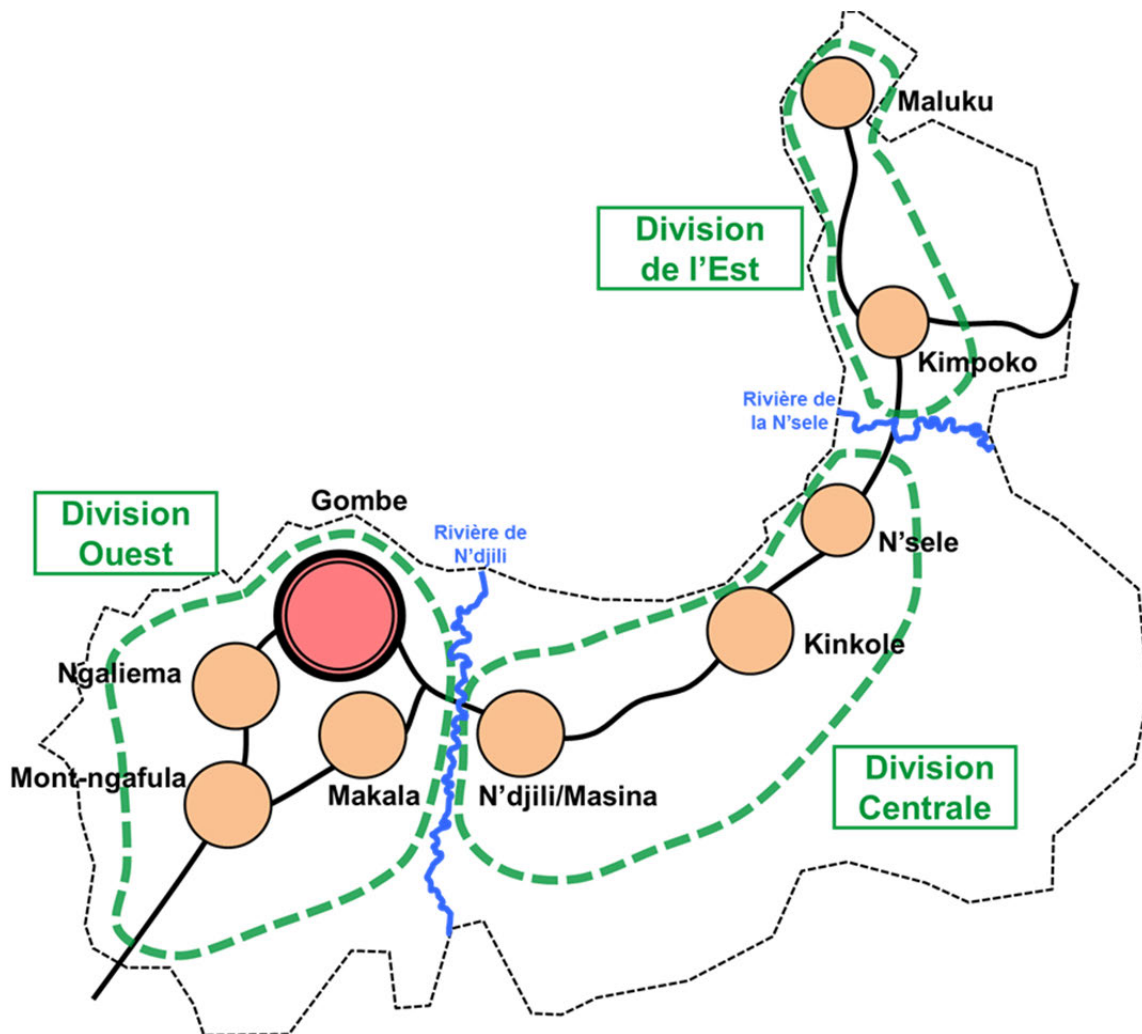 Maluku
Division
de l'Est
Kimpoko
Rivière de
la N'sele
Gombe
Division
Ouest
Rivière de
N'djili
N'sele
Kinkole
Ngaliema
Mont-ngafula
Makala
N'djili/Masina
Division
Centrale